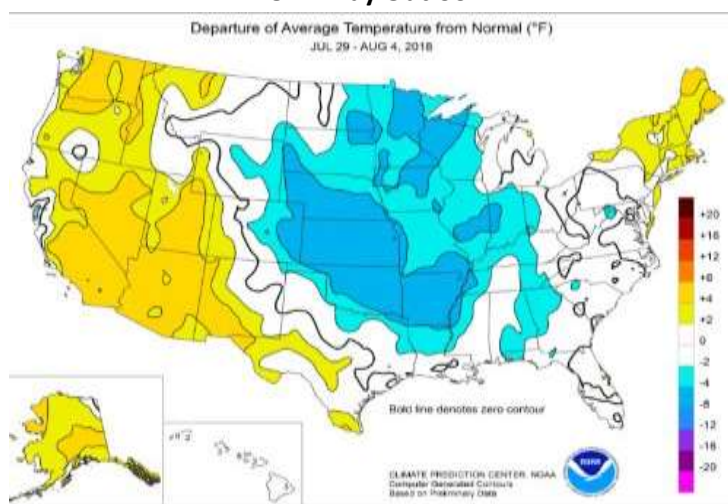 Departure of Average Temperature from Normal (°F)
JUL 29 - AUG 4, 2018
+20
+16
+12
+8
+4
+2
0
-2
-4
-8
-12
-16
-20
Bold line denotes zero contour
CLIMATE PREDICTION CENTER, NOAA
Computer Generated Contours
Based on Preliminary Data
NOAA